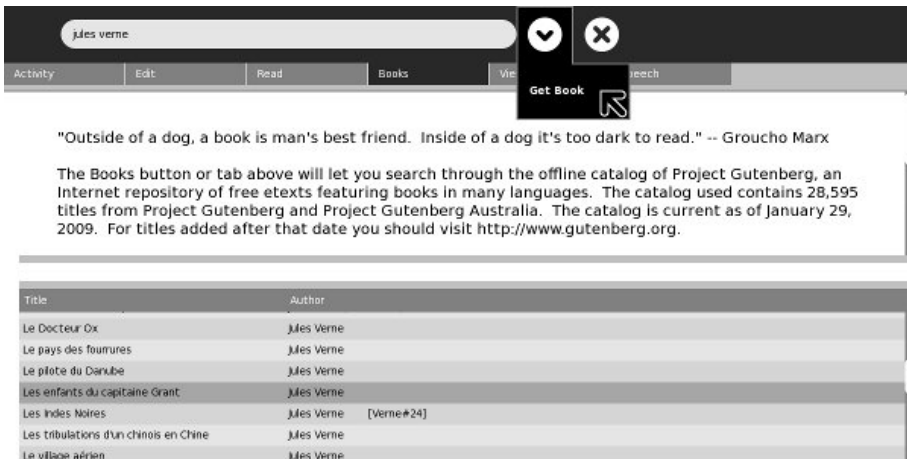 jules verne
Activity Edit Read Books Vie eech
Get Book
"Outside of a dog, a book is man's best friend. Inside of a dog it's too dark to read." -- Groucho Marx
The Books button or tab above will let you search through the offline catalog of Project Gutenberg, an
Internet repository of free etexts featuring books in many languages. The catalog used contains 28,595
titles from Project Gutenberg and Project Gutenberg Australia. The catalog is current as of January 29,
2009. For titles added after that date you should visit http://www.gutenberg.org.
Title Author
Le Docteur Ox Jules Verne
Le pays des fourrures Jules Verne
Le pilote du Danube Jules Verne
Les enfants du capitaine Grant Jules Verne
Les Indes Noires Jules Verne [Verne#24]
Les tribulations d'un chinois en Chine Jules Verne
Le village aérien Jules Verne